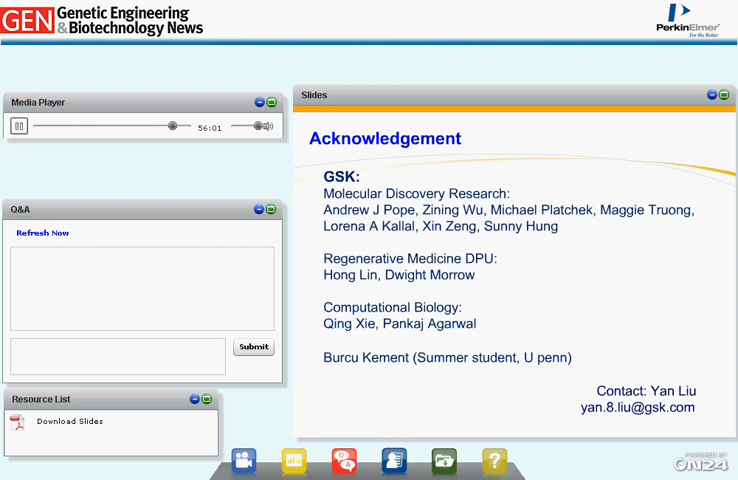 GEN Genetic Engineering
& Biotechnology News
PerkinElmer
For the Better
Media Player
56:01
Q&A
Refresh Now
Submit
Resource List
Download Slides
Slides
Acknowledgement
GSK:
Molecular Discovery Research:
Andrew J Pope, Zining Wu, Michael Platchek, Maggie Truong,
Lorena A Kallal, Xin Zeng, Sunny Hung
Regenerative Medicine DPU:
Hong Lin, Dwight Morrow
Computational Biology:
Qing Xie, Pankaj Agarwal
Burcu Kement (Summer student, U penn)
Contact: Yan Liu
yan.8.liu@gsk.com
Q
A
?
POWERED BY
ON24